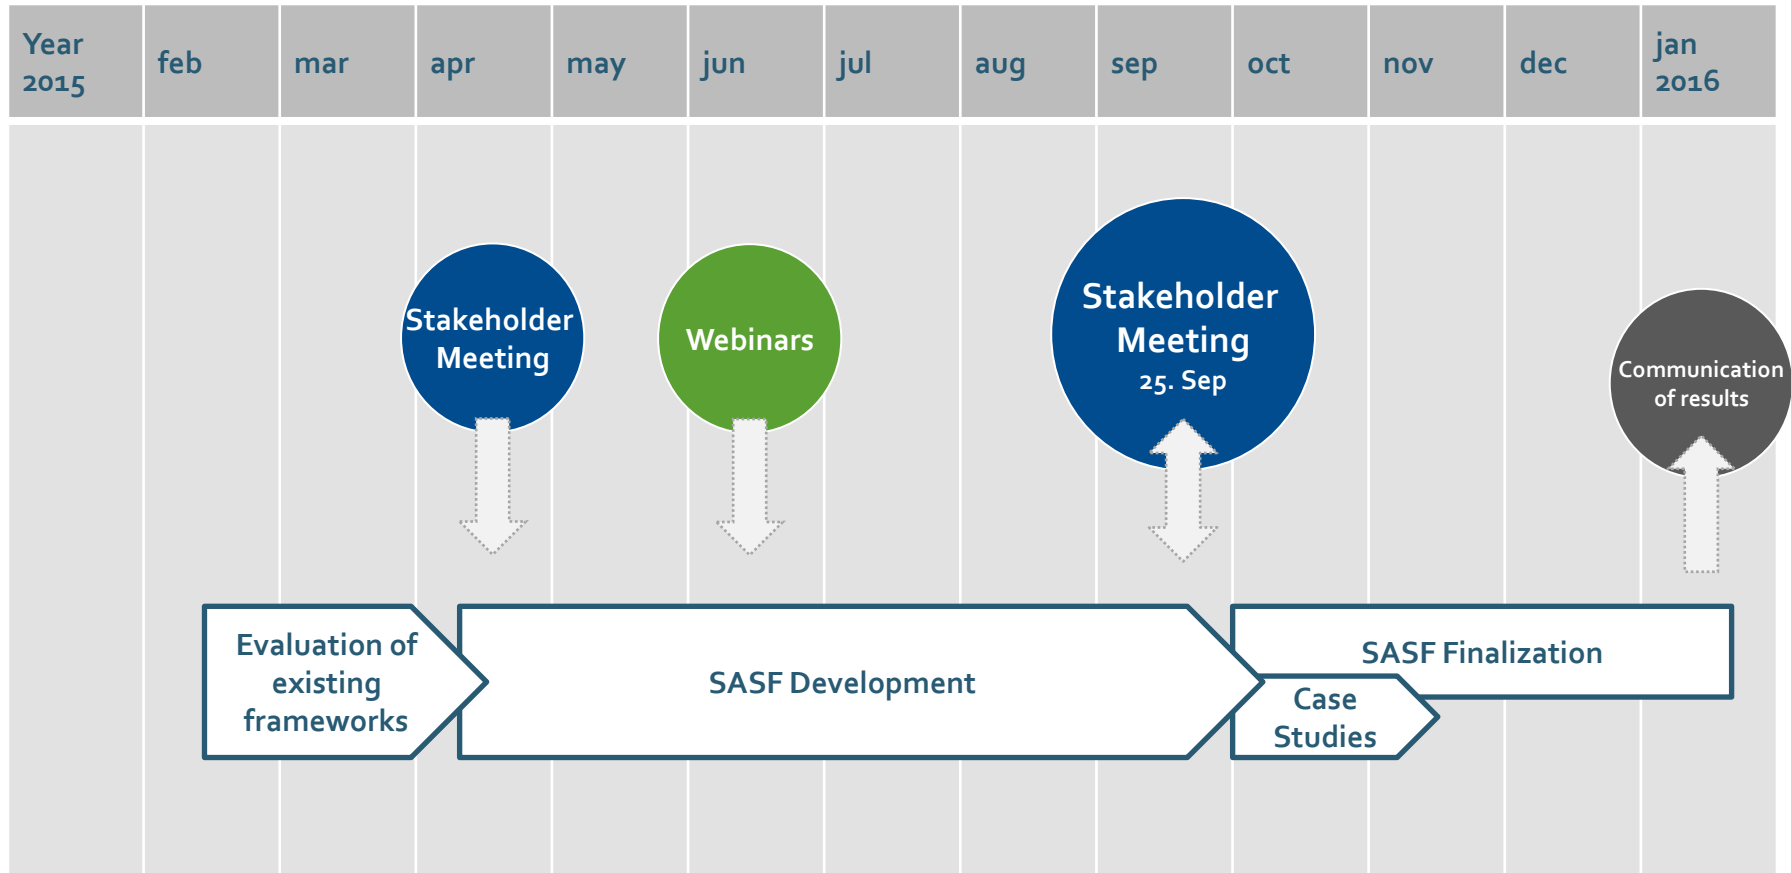 Year
2015
feb
mar
apr
may
jun
jul
aug
sep
oct
nov
dec
jan
2016
Stakeholder
Meeting
Webinars
Stakeholder
Meeting
25. Sep
Communication
of results
Evaluation of
existing
frameworks
SASF Development
SASF Finalization
Case
Studies